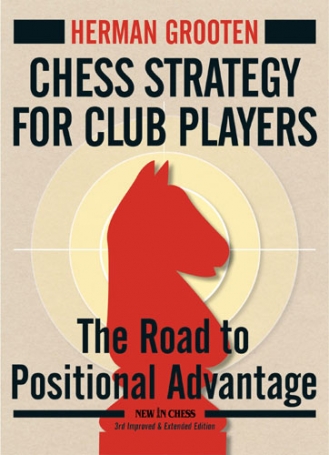 HERMAN GROOTEN
CHESS STRATEGY
FOR CLUB PLAYERS
The Road to
Positional Advantage
NEW IN CHESS
3rd Improved & Extended Edition